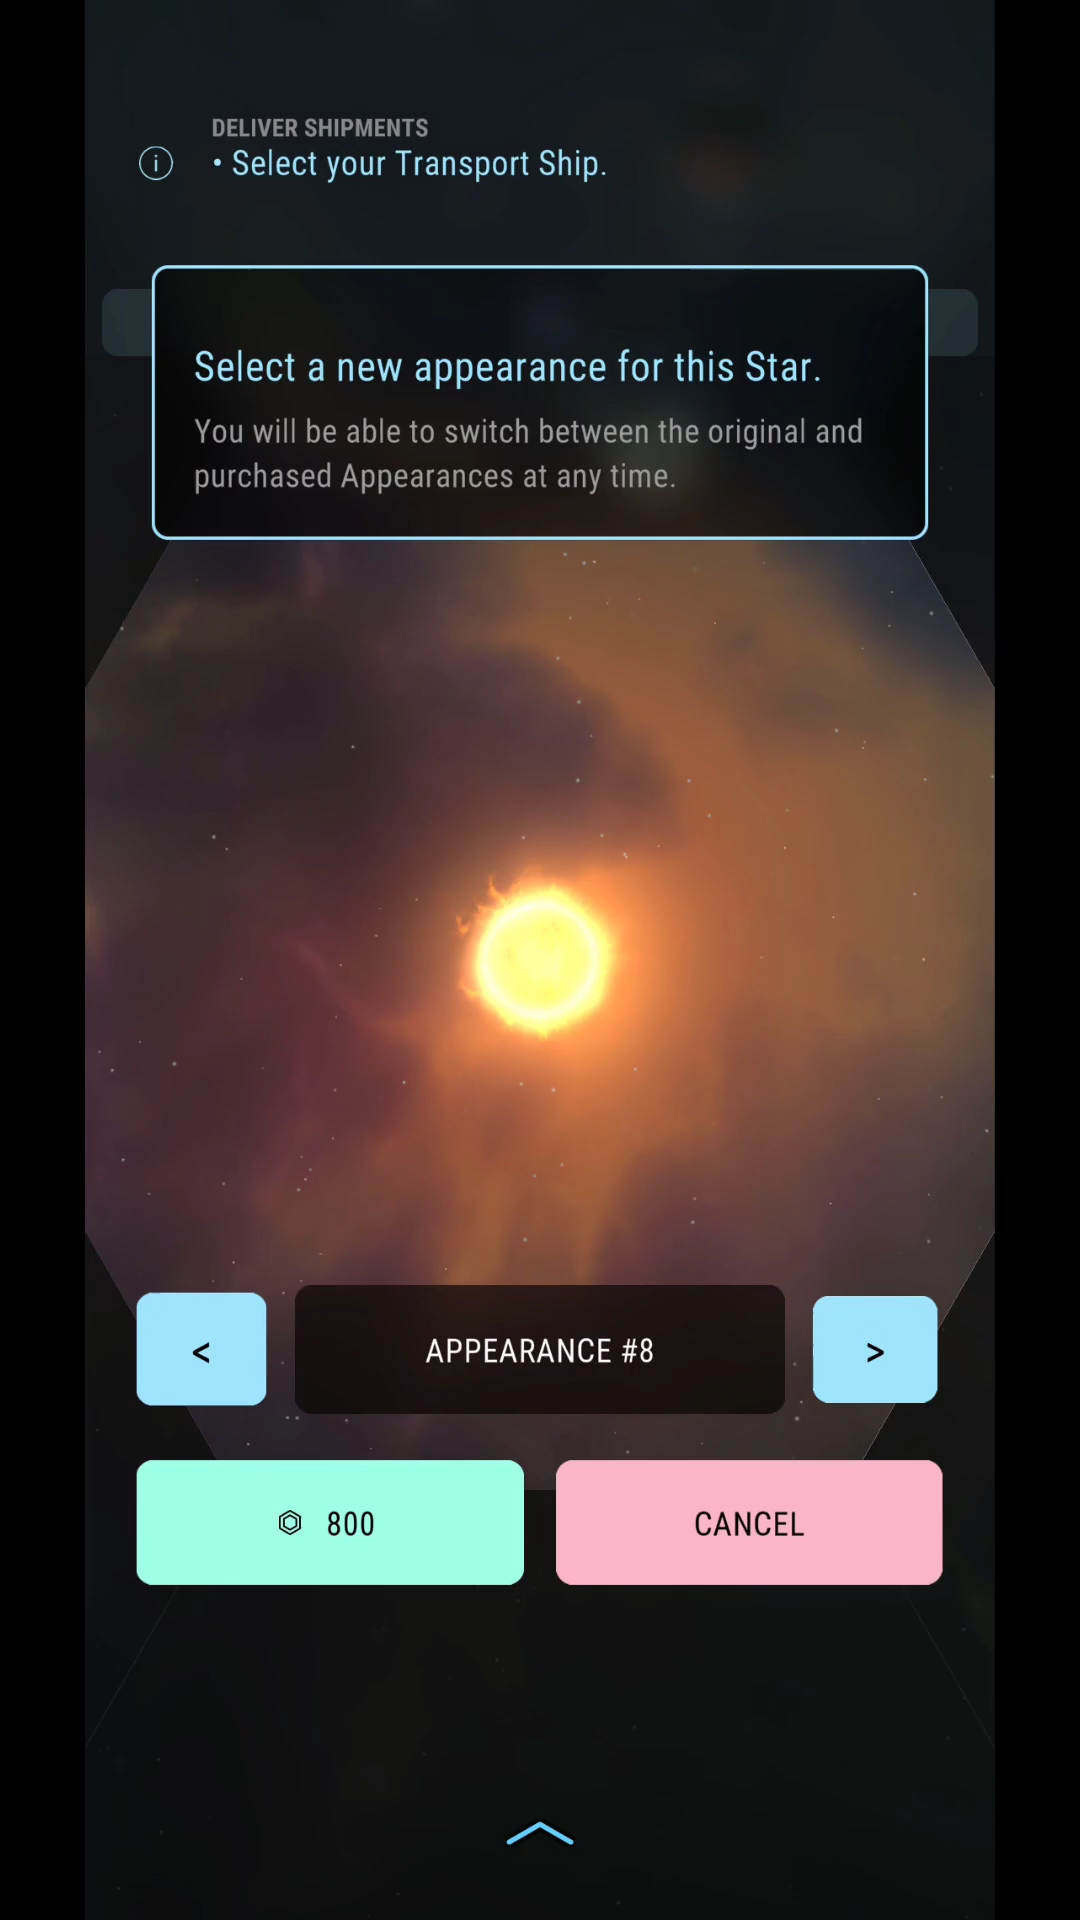 DELIVER SHIPMENTS
i
• Select your Transport Ship.
Select a new appearance for this Star.
You will be able to switch between the original and
purchased Appearances at any time.
<
APPEARANCE #8
>
800
CANCEL